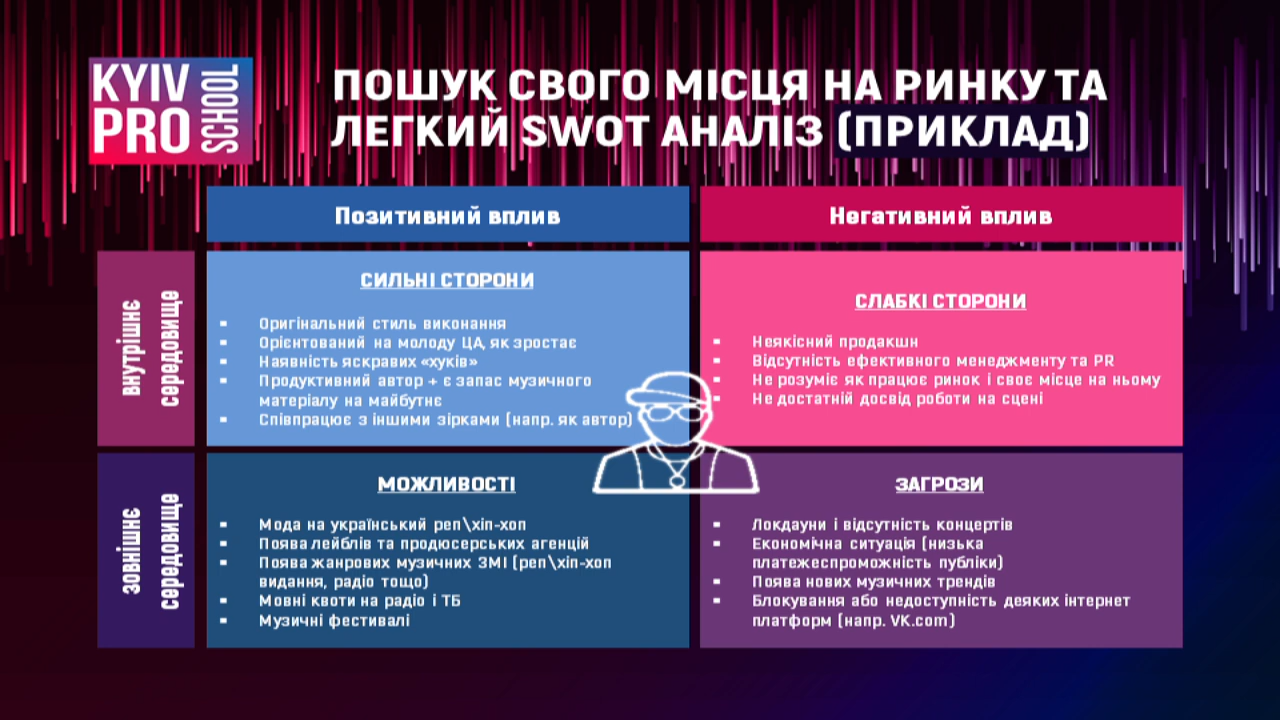 KYIV
PRO
SCHOOL
ПОШУК СВОГО МІСЦЯ НА РИНКУ ТА
ЛЕГКИЙ SWOT АНАЛІЗ (ПРИКЛАД)
Позитивний вплив
Негативний вплив
внутрішнє
середовище
СИЛЬНІ СТОРОНИ
Оригінальний стиль виконання
Орієнтований на молоду ЦА, як зростає
Наявність яскравих «хуків»
Продуктивний автор + є запас музичного
матеріалу на майбутнє
Співпрацює з іншими зірками (напр. як автор)
СЛАБКІ СТОРОНИ
Неякісний продакшн
Відсутність ефективного менеджменту та PR
Не розуміє як працює ринок і своє місце на ньому
Не достатній досвід роботи на сцені
зовнішнє
середовище
МОЖЛИВОСТІ
Мода на український реп\хіп-хоп
Поява лейблів та продюсерських агенцій
Поява жанрових музичних ЗМІ (реп\хіп-хоп
видання, радіо тощо)
Мовні квоти на радіо і ТБ
Музичні фестивалі
ЗАГРОЗИ
Локдауни і відсутність концертів
Економічна ситуація (низька
платежеспроможність публіки)
Поява нових музичних трендів
Блокування або недоступність деяких інтернет
платформ (напр. VK.com)